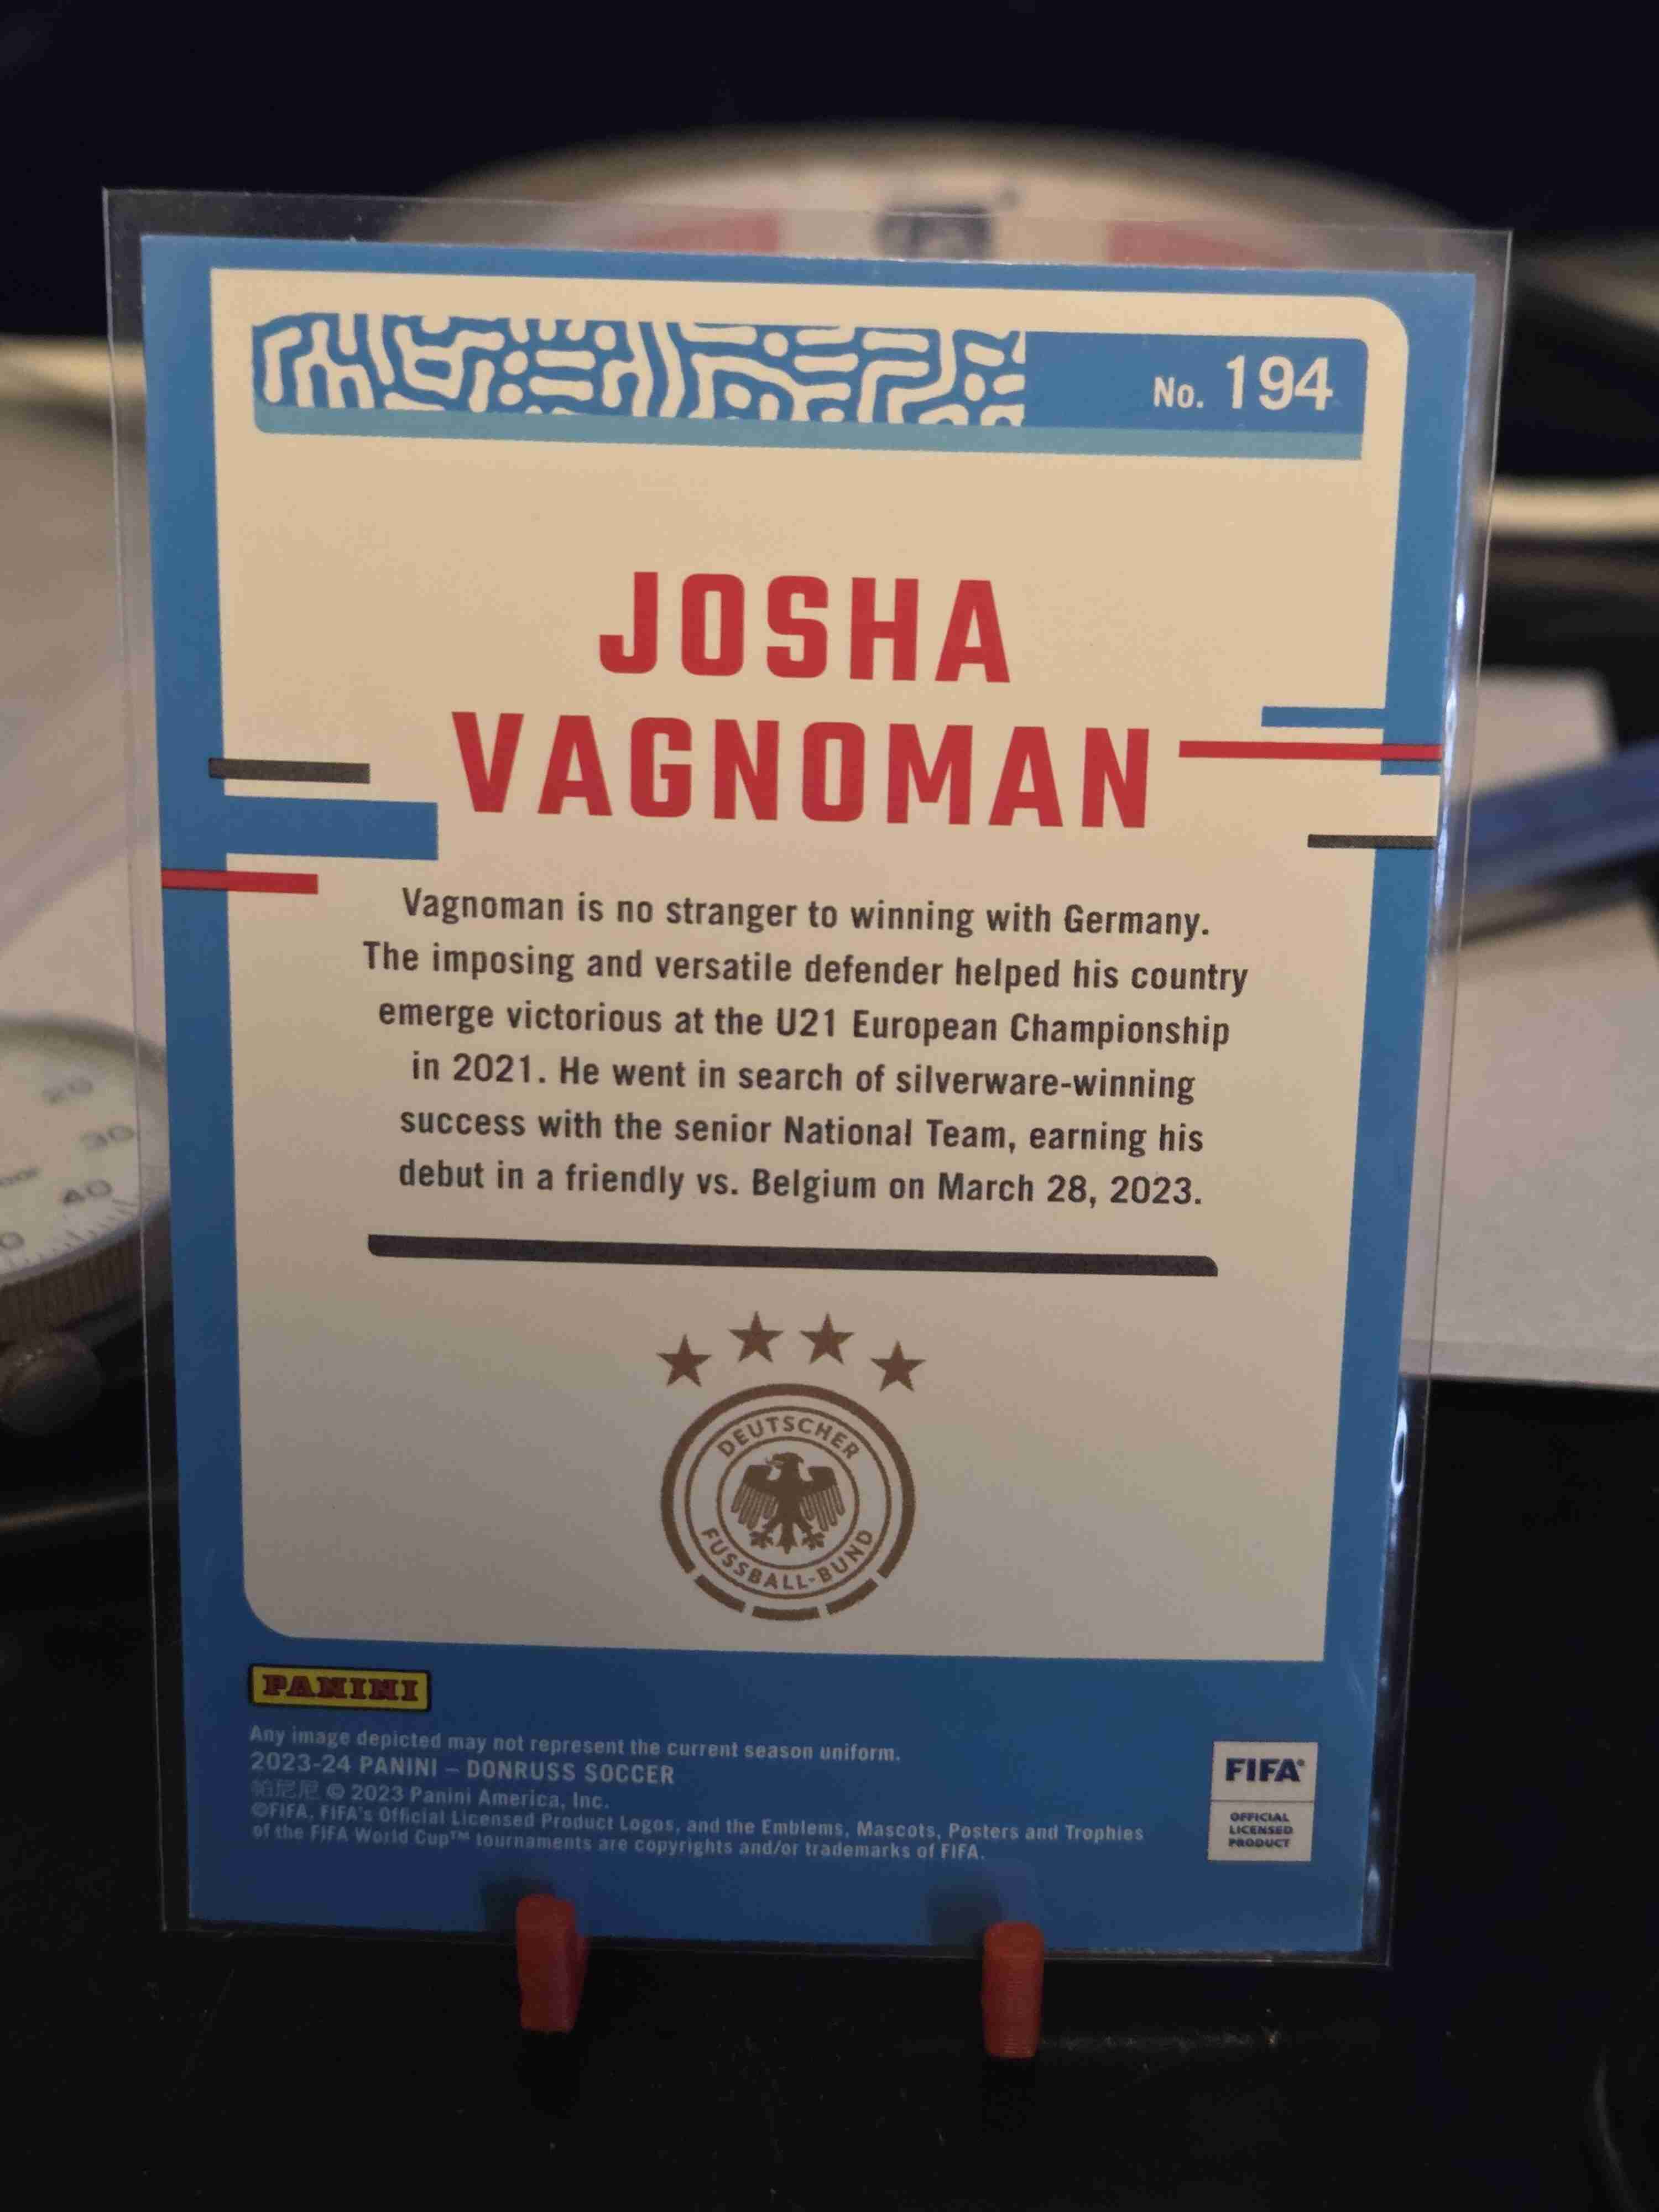 No. 194
JOSHA
VAGNOMAN
Vagnoman is no stranger to winning with Germany.
The imposing and versatile defender helped his country
emerge victorious at the U21 European Championship
in 2021. He went in search of silverware-winning
success with the senior National Team, earning his
debut in a friendly vs. Belgium on March 28, 2023.
DEUTSCHER
FUSSBALL-BUND
PANINI
Any image depicted may not represent the current season uniform.
2023-24 PANINI – DONRUSS SOCCER
帕尼尼 © 2023 Panini America, Inc.
©FIFA, FIFA's Official Licensed Product Logos, and the Emblems, Mascots, Posters and Trophies
of the FIFA World Cup™ tournaments are copyrights and/or trademarks of FIFA.
FIFA®
OFFICIAL
LICENSED
PRODUCT
20
30
40